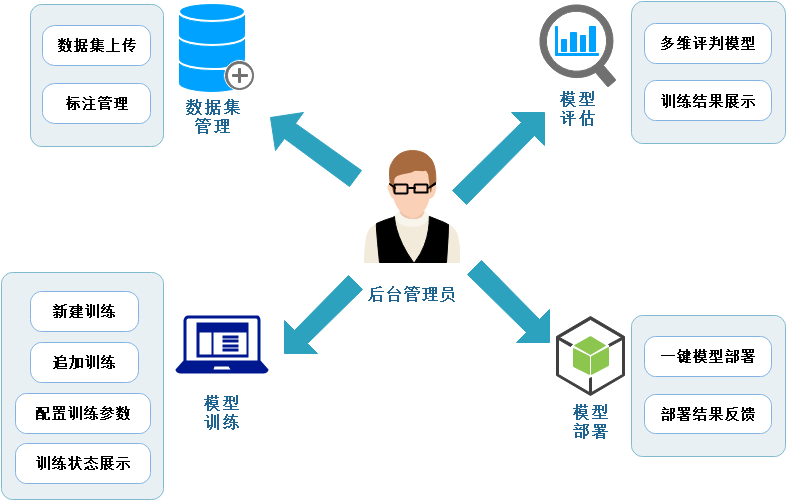 数据集上传
标注管理
数据集
管理
模型
评估
多维评判模型
训练结果展示
后台管理员
新建训练
追加训练
配置训练参数
训练状态展示
模型
训练
模型
部署
一键模型部署
部署结果反馈